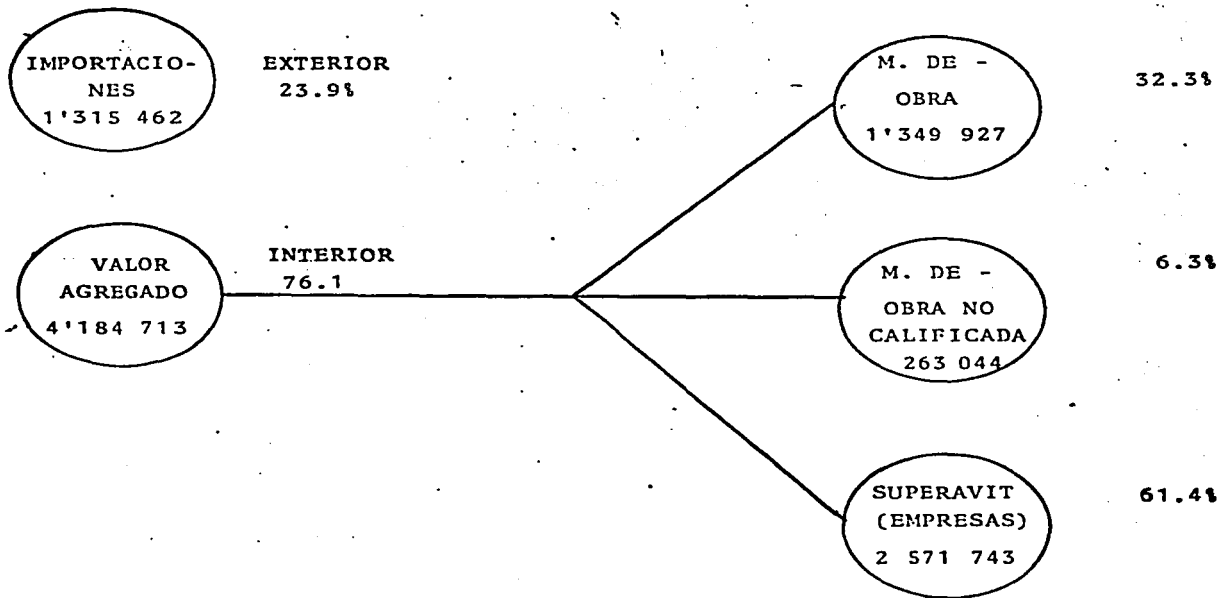 IMPORTACIO-
NES
1'315 462
EXTERIOR
23.9%
M. DE -
OBRA
1'349 927
32.3%
VALOR
AGREGADO
4'184 713
INTERIOR
76.1
M. DE -
OBRA NO
CALIFICADA
263 044
6.3%
SUPERAVIT
(EMPRESAS)
2 571 743
61.4%